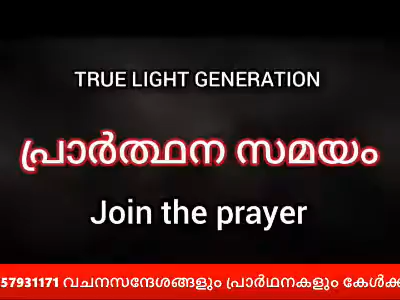 TRUE LIGHT GENERATION
പ്രാർത്ഥന സമയം
Join the prayer
57931171 വചനസന്ദേശങ്ങളും പ്രാർഥനകളും കേൾക്ക